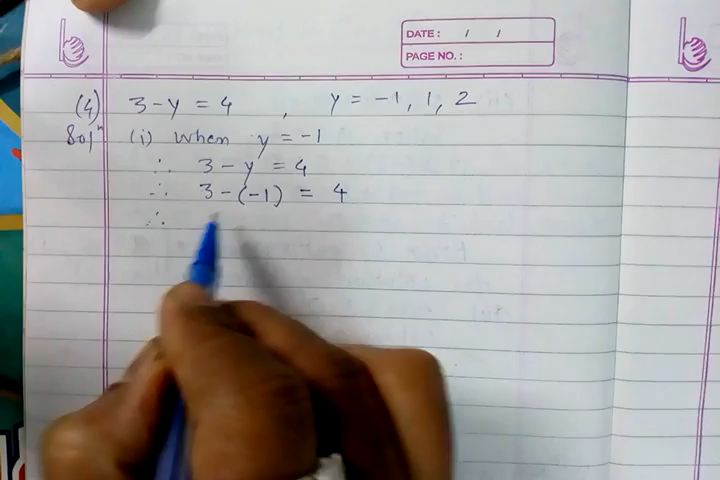 DATE : / /
PAGE NO. :
(4) 3 - y = 4 , y = -1, 1, 2
Solⁿ (i) when y = -1
∴ 3 - y = 4
∴ 3 - (-1) = 4
∴